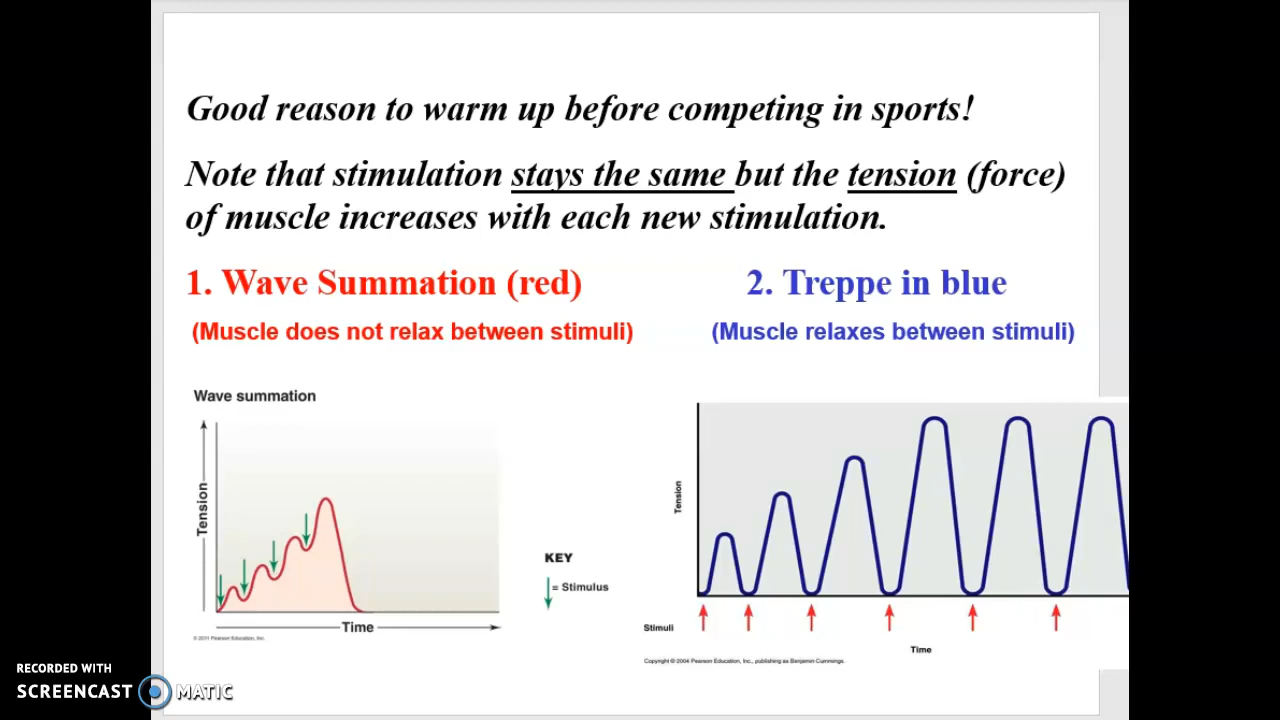 Good reason to warm up before competing in sports!
Note that stimulation stays the same but the tension (force)
of muscle increases with each new stimulation.
1. Wave Summation (red)
(Muscle does not relax between stimuli)
2. Treppe in blue
(Muscle relaxes between stimuli)
Wave summation
Tension
Time
© 2011 Pearson Education, Inc.
KEY
= Stimulus
Tension
Stimuli
Time
Copyright © 2004 Pearson Education, Inc., publishing as Benjamin Cummings.
RECORDED WITH
SCREENCAST MATIC